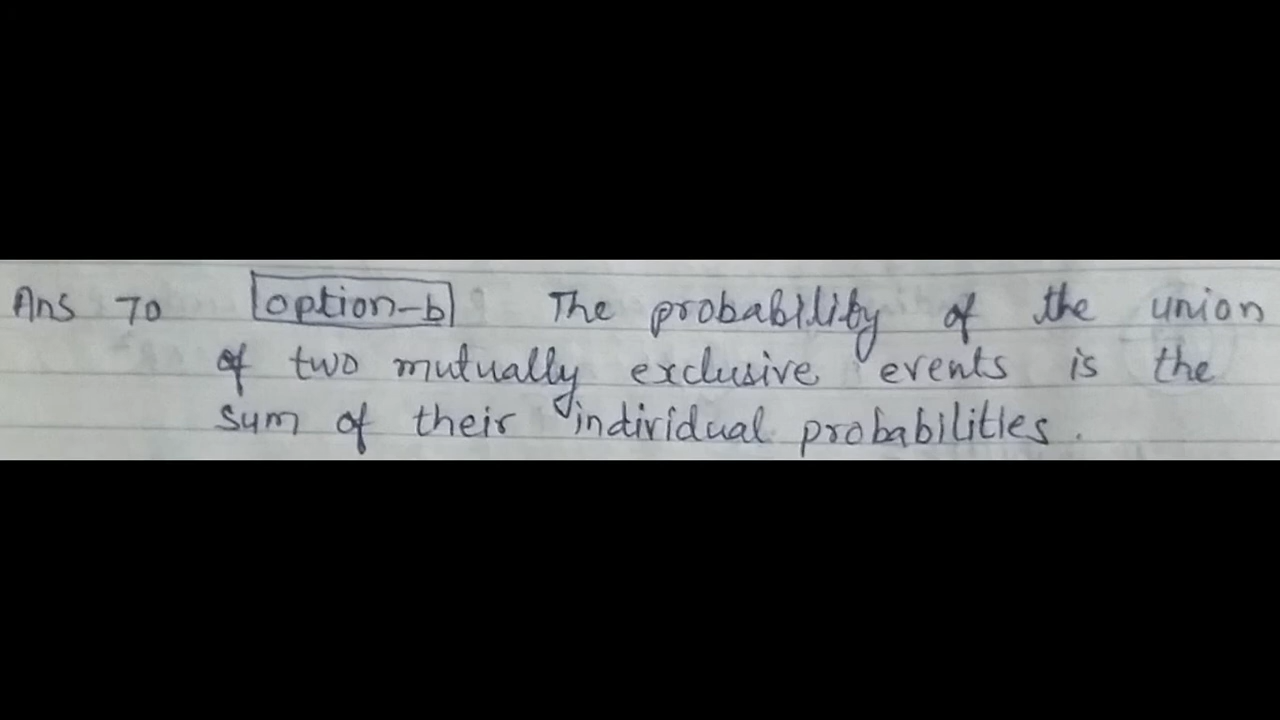 Ans 70 option-b The probability of the union
of two mutually exclusive events is the
sum of their individual probabilities.